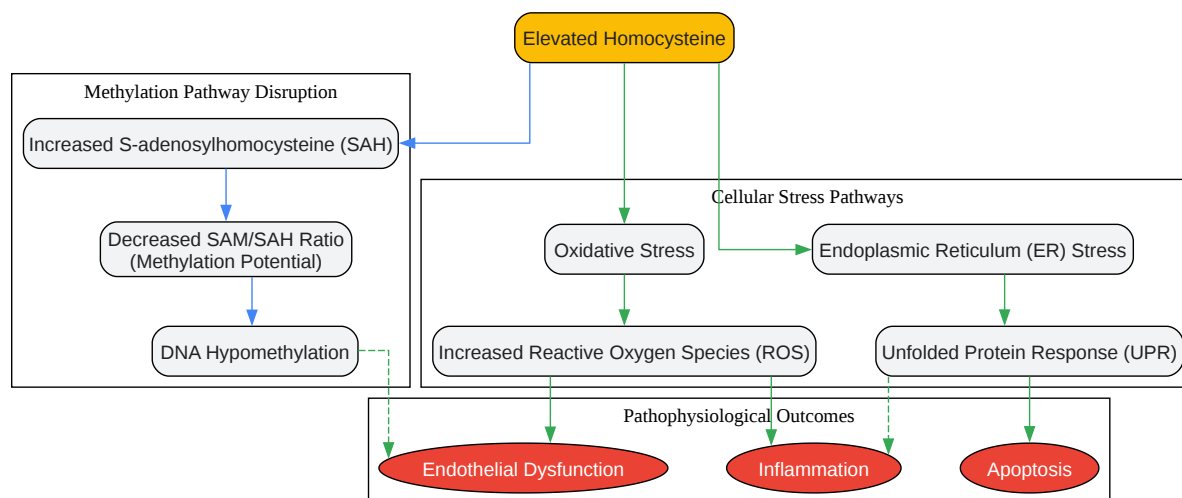 Elevated Homocysteine
Methylation Pathway Disruption
Increased S-adenosylhomocysteine (SAH)
Cellular Stress Pathways
Decreased SAM/SAH Ratio
(Methylation Potential)
Oxidative Stress
Endoplasmic Reticulum (ER) Stress
DNA Hypomethylation
Increased Reactive Oxygen Species (ROS)
Unfolded Protein Response (UPR)
Pathophysiological Outcomes
Endothelial Dysfunction
Inflammation
Apoptosis